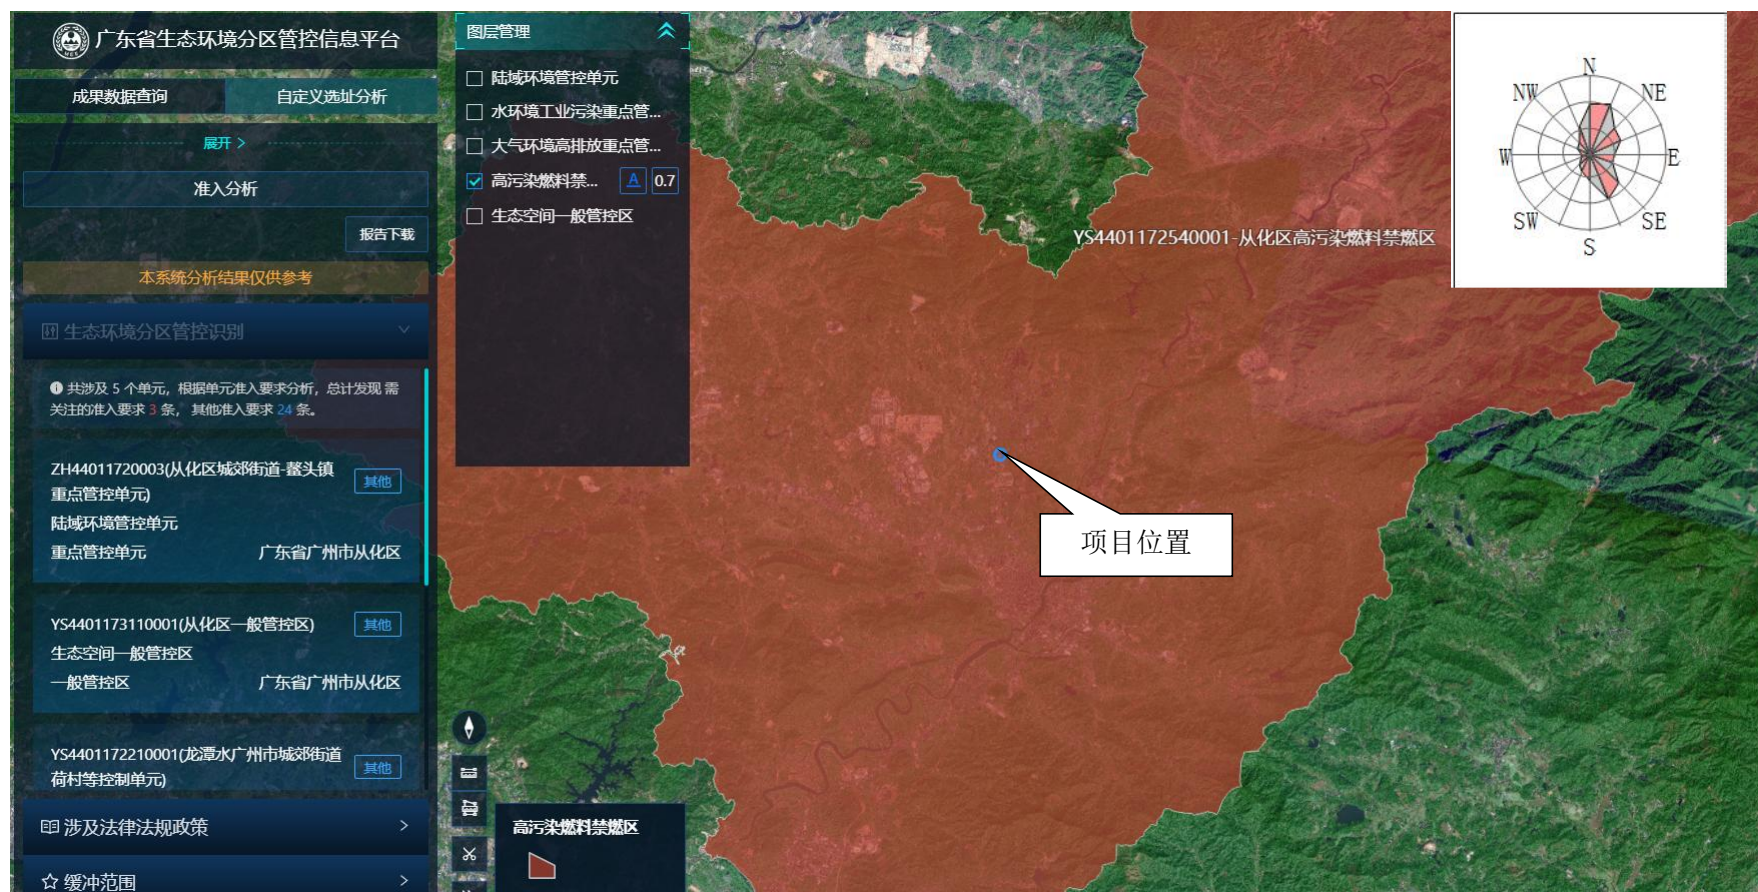 广东省生态环境分区管控信息平台
成果数据查询
自定义选址分析
展开 >
准入分析
报告下载
本系统分析结果仅供参考
生态环境分区管控识别
共涉及 5 个单元，根据单元准入要求分析，总计发现 需
关注的准入要求 3 条， 其他准入要求 24 条。
ZH44011720003(从化区城郊街道-鳌头镇
重点管控单元)
其他
陆域环境管控单元
重点管控单元
广东省广州市从化区
YS4401173110001(从化区一般管控区)
其他
生态空间一般管控区
一般管控区
广东省广州市从化区
YS4401172210001(龙潭水广州市城郊街道
荷村等控制单元)
其他
涉及法律法规政策
缓冲范围
图层管理
陆域环境管控单元
水环境工业污染重点管...
大气环境高排放重点管...
高污染燃料禁...
A
0.7
生态空间一般管控区
YS4401172540001-从化区高污染燃料禁燃区
项目位置
高污染燃料禁燃区
N
NW
NE
W
E
SW
SE
S